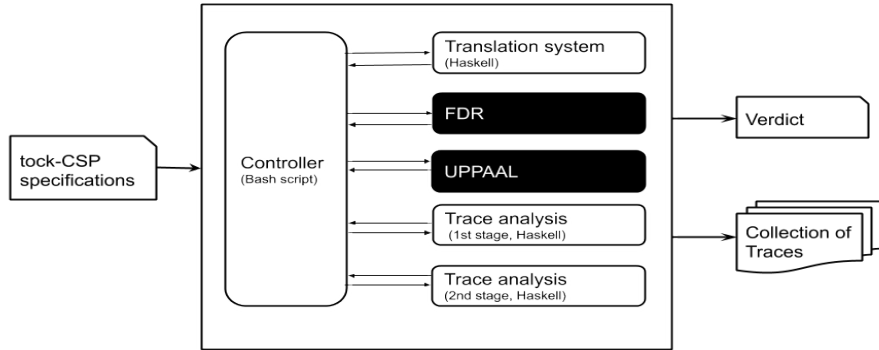 tock-CSP
specifications
Controller
(Bash script)
Translation system
(Haskell)
FDR
UPPAAL
Trace analysis
(1st stage, Haskell)
Trace analysis
(2nd stage, Haskell)
Verdict
Collection of
Traces